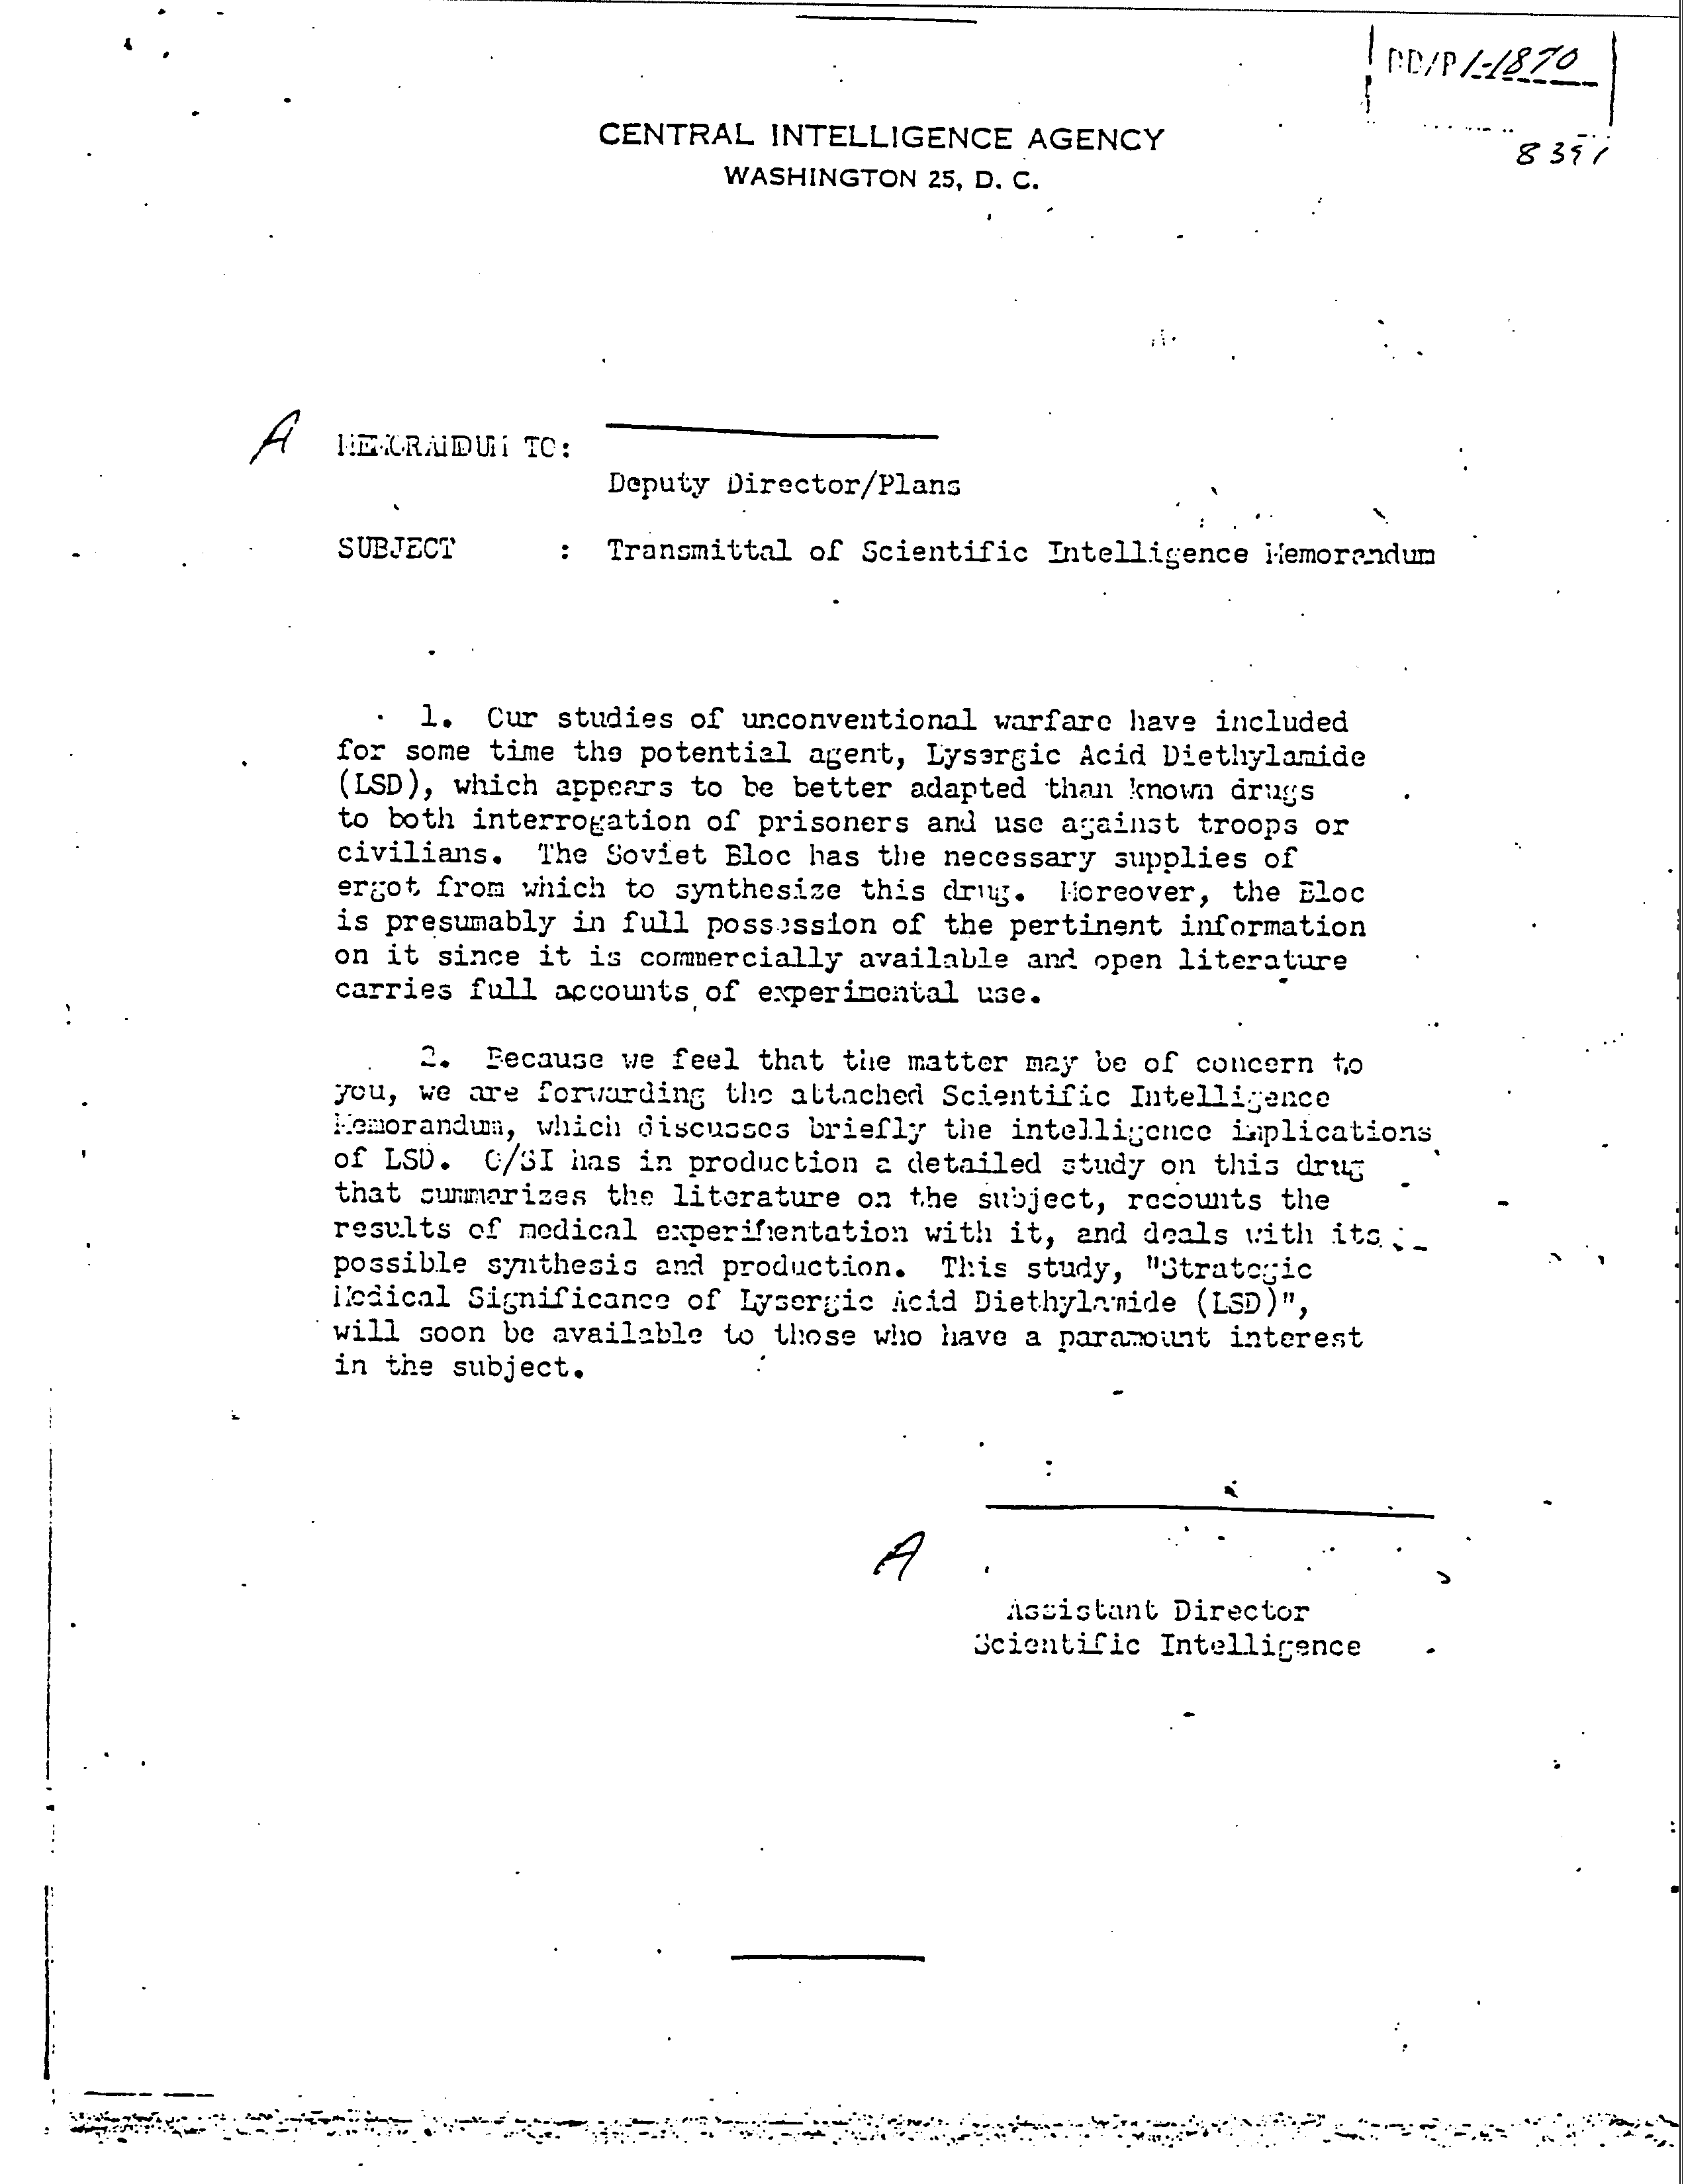 DD/P 1-1870
8391
CENTRAL INTELLIGENCE AGENCY
WASHINGTON 25, D. C.
A MEMORANDUM TO:
Deputy Director/Plans
SUBJECT : Transmittal of Scientific Intelligence Memorandum
1. Our studies of unconventional warfare have included
for some time the potential agent, Lysergic Acid Diethylamide
(LSD), which appears to be better adapted than known drugs
to both interrogation of prisoners and use against troops or
civilians. The Soviet Bloc has the necessary supplies of
ergot from which to synthesize this drug. Moreover, the Bloc
is presumably in full possession of the pertinent information
on it since it is commercially available and open literature
carries full accounts of experimental use.
2. Because we feel that the matter may be of concern to
you, we are forwarding the attached Scientific Intelligence
Memorandum, which discusses briefly the intelligence implications
of LSD. O/SI has in production a detailed study on this drug
that summarizes the literature on the subject, recounts the
results of medical experimentation with it, and deals with its
possible synthesis and production. This study, "Strategic
Medical Significance of Lysergic Acid Diethylamide (LSD)",
will soon be available to those who have a paramount interest
in the subject.
A
Assistant Director
Scientific Intelligence